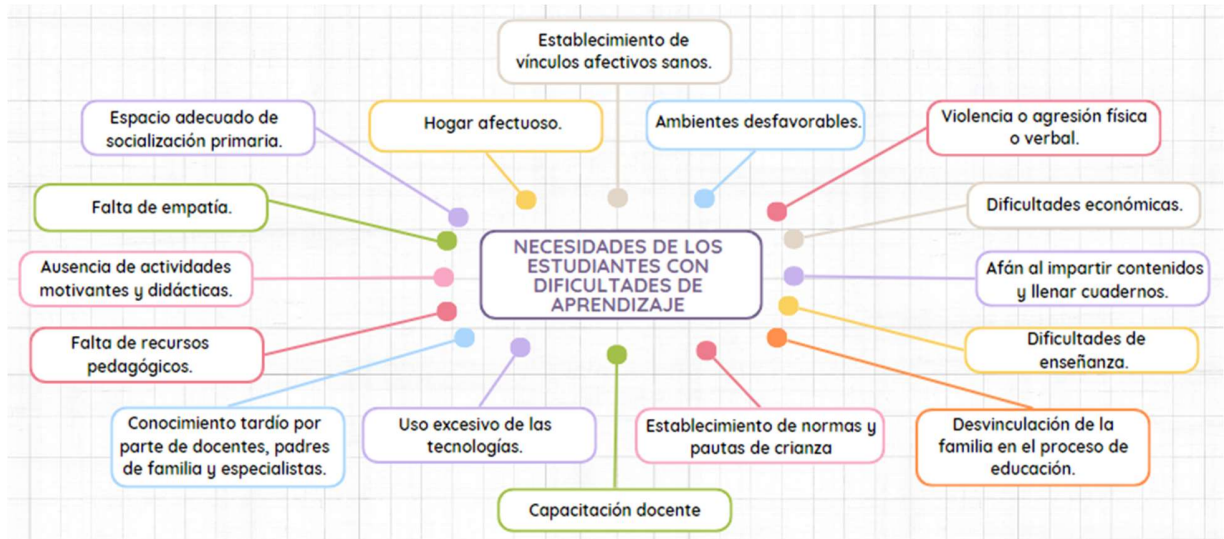 Establecimiento de
vínculos afectivos sanos.
Espacio adecuado de
socialización primaria.
Hogar afectuoso.
Ambientes desfavorables.
Violencia o agresión física
o verbal.
Falta de empatía.
Dificultades económicas.
NECESIDADES DE LOS
ESTUDIANTES CON
DIFICULTADES DE
APRENDIZAJE
Ausencia de actividades
motivantes y didácticas.
Afán al impartir contenidos
y llenar cuadernos.
Falta de recursos
pedagógicos.
Dificultades de
enseñanza.
Conocimiento tardío por
parte de docentes, padres
de familia y especialistas.
Uso excesivo de las
tecnologías.
Establecimiento de normas y
pautas de crianza
Desvinculación de la
familia en el proceso de
educación.
Capacitación docente